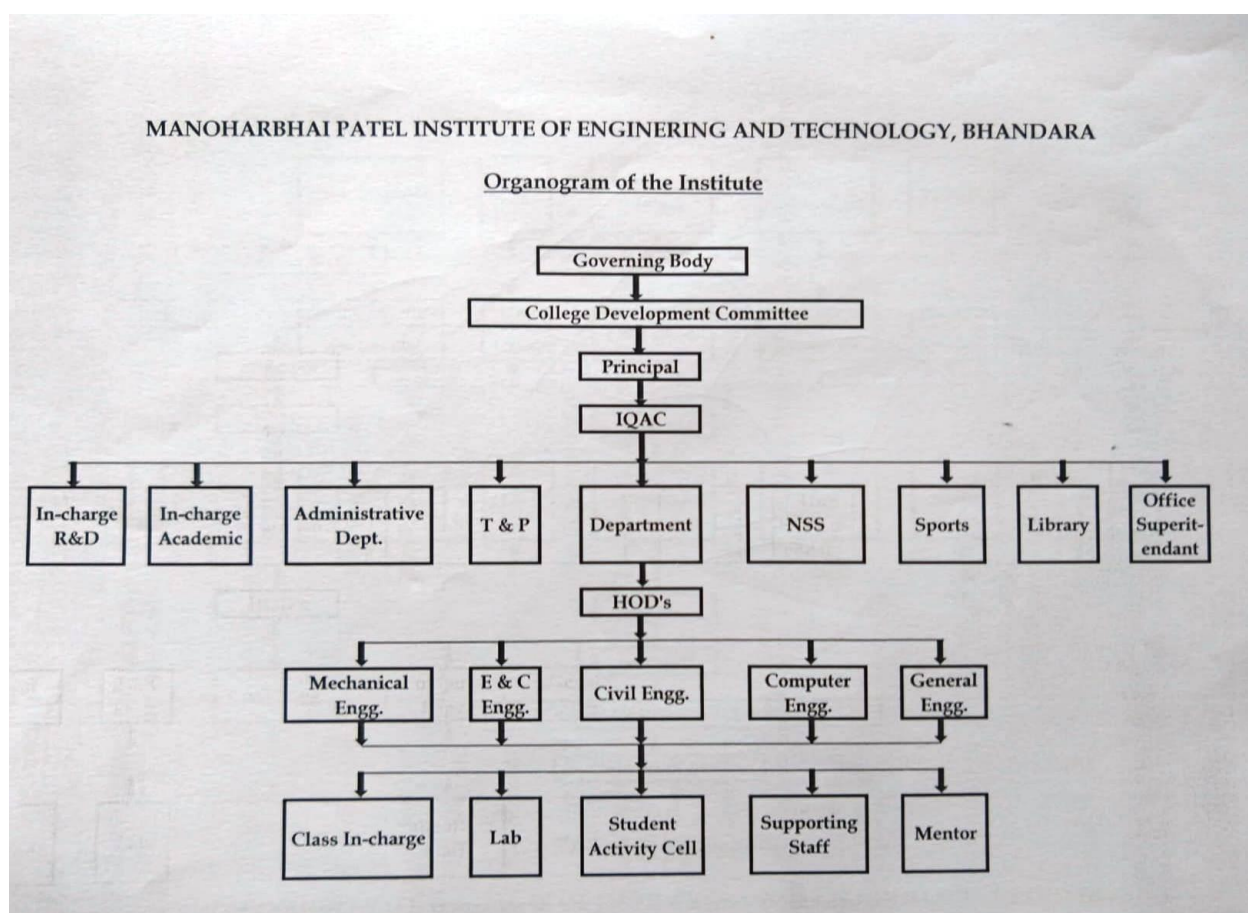 MANOHARBHAI PATEL INSTITUTE OF ENGINERING AND TECHNOLOGY, BHANDARA
Organogram of the Institute
Governing Body
College Development Committee
Principal
IQAC
In-charge
R&D
In-charge
Academic
Administrative
Dept.
T & P
Department
NSS
Sports
Library
Office
Superit-
endant
HOD's
Mechanical
Engg.
E & C
Engg.
Civil Engg.
Computer
Engg.
General
Engg.
Class In-charge
Lab
Student
Activity Cell
Supporting
Staff
Mentor